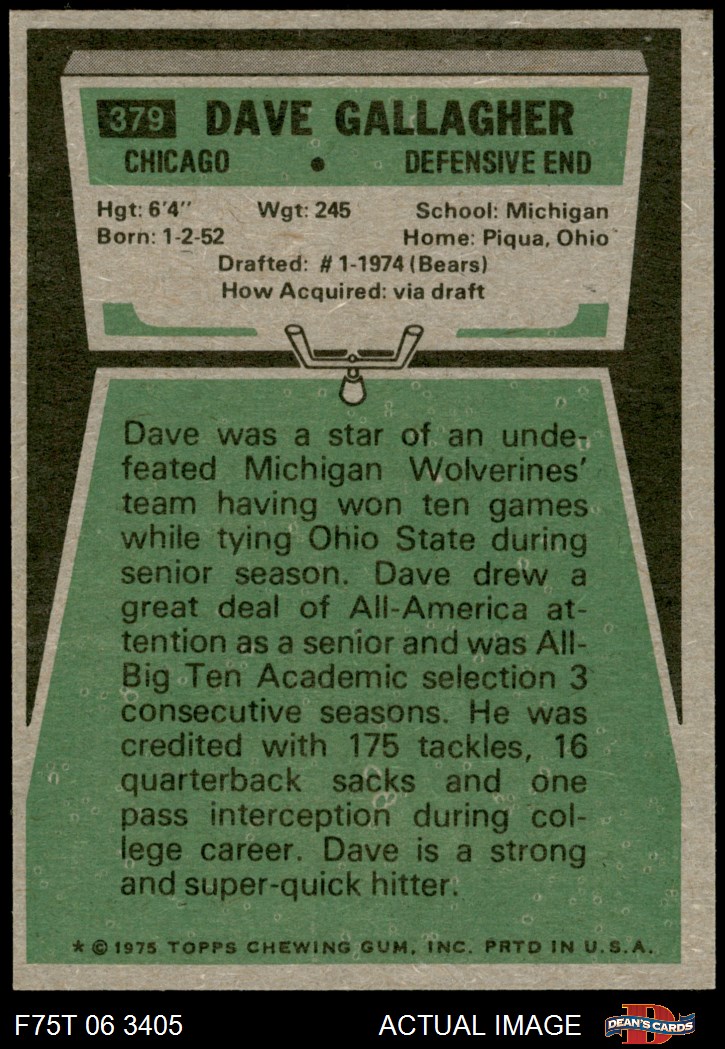 379 DAVE GALLAGHER
CHICAGO • DEFENSIVE END
Hgt: 6'4" Wgt: 245 School: Michigan
Born: 1-2-52 Home: Piqua, Ohio
Drafted: #1-1974 (Bears)
How Acquired: via draft
Dave was a star of an unde-
feated Michigan Wolverines'
team having won ten games
while tying Ohio State during
senior season. Dave drew a
great deal of All-America at-
tention as a senior and was All-
Big Ten Academic selection 3
consecutive seasons. He was
credited with 175 tackles, 16
quarterback sacks and one
pass interception during col-
lege career. Dave is a strong
and super-quick hitter.
* © 1975 TOPPS CHEWING GUM, INC. PRTD IN U.S.A.
F75T 06 3405 ACTUAL IMAGE D DEAN'S CARDS